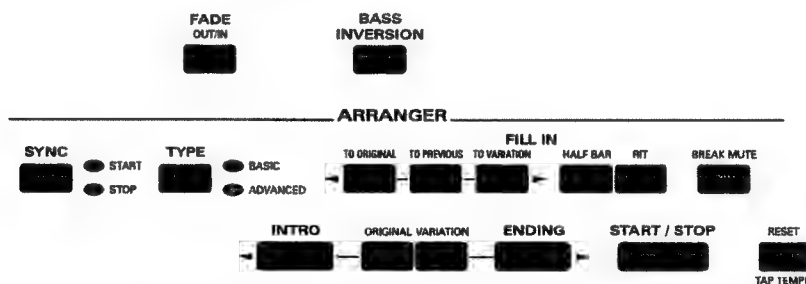 FADE
OUT/IN
BASS
INVERSION
ARRANGER
FILL IN
SYNC
START
STOP
TYPE
BASIC
ADVANCED
TO ORIGINAL
TO PREVIOUS
TO VARIATION
HALF BAR
RIT
BREAK MUTE
INTRO
ORIGINAL VARIATION
ENDING
START / STOP
RESET